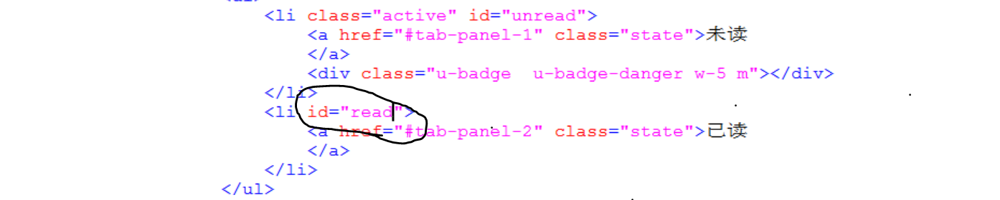 <li class="active" id="unread">
<a href="#tab-panel-1" class="state">未读
</a>
<div class="u-badge  u-badge-danger w-5 m"></div>
</li>
<li id="read">
<a href="#tab-panel-2" class="state">已读
</a>
</li>
</ul>